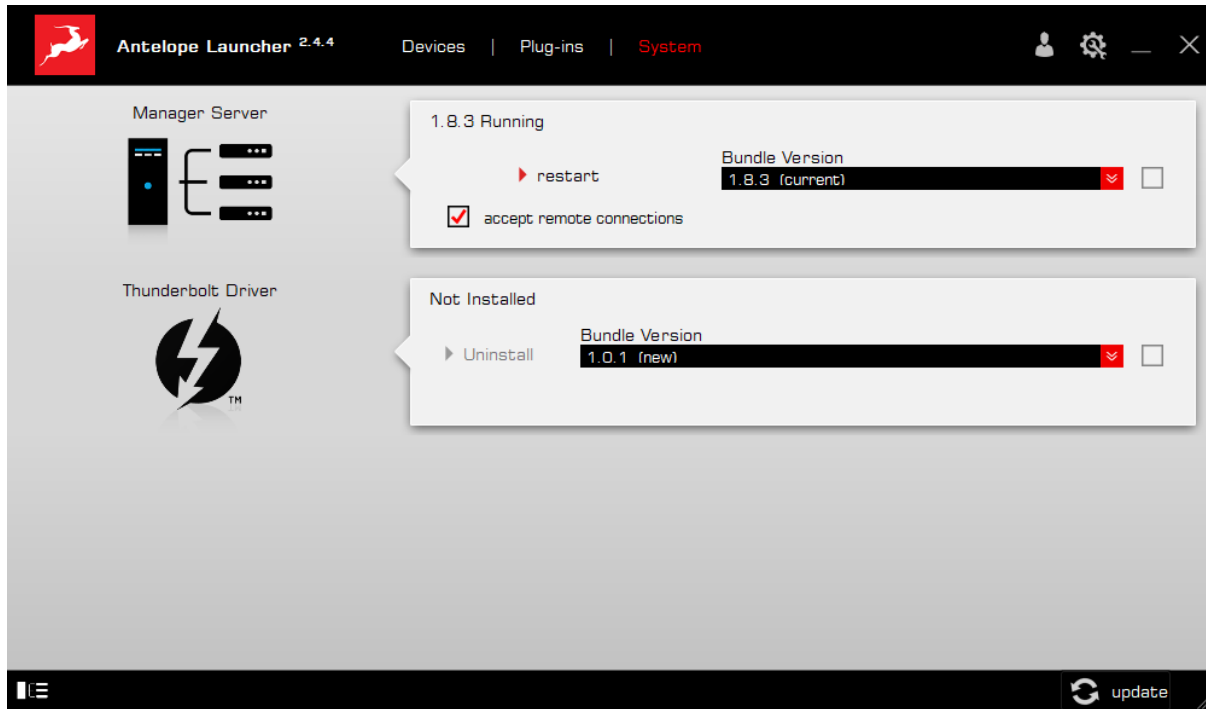 Antelope Launcher 2.4.4
Devices | Plug-ins | System
Manager Server
1.8.3 Running
Bundle Version
restart
1.8.3 (current)
accept remote connections
Thunderbolt Driver
TM
Not Installed
Bundle Version
Uninstall
1.0.1 (new)
update